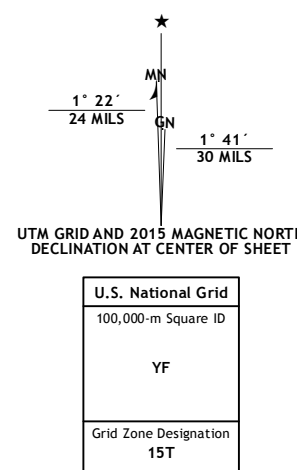 MN
1° 22´
24 MILS
GN
1° 41´
30 MILS
UTM GRID AND 2015 MAGNETIC NORTH
DECLINATION AT CENTER OF SHEET
U.S. National Grid
100,000-m Square ID
YF
Grid Zone Designation
15T